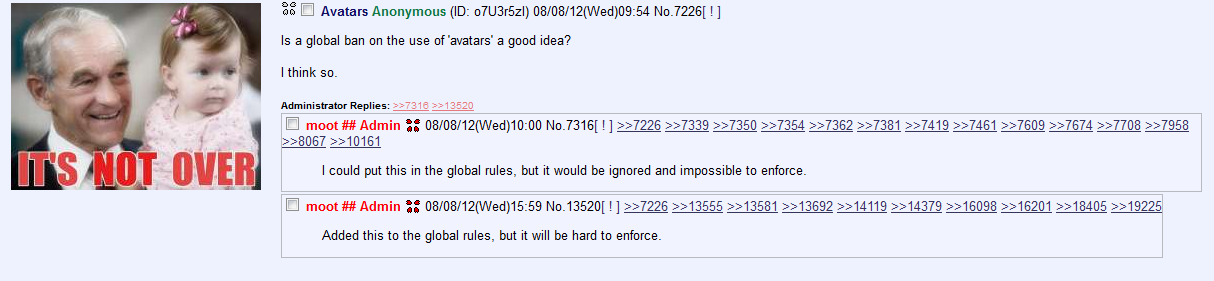 IT'S NOT OVER
Avatars Anonymous (ID: o7U3r5zI) 08/08/12(Wed)09:54 No.7226[ ! ]
Is a global ban on the use of 'avatars' a good idea?
I think so.
Administrator Replies: >>7316 >>13520
moot ## Admin 08/08/12(Wed)10:00 No.7316[ ! ] >>7226 >>7339 >>7350 >>7354 >>7362 >>7381 >>7419 >>7461 >>7609 >>7674 >>7708 >>7958
>>8067 >>10161
I could put this in the global rules, but it would be ignored and impossible to enforce.
moot ## Admin 08/08/12(Wed)15:59 No.13520[ ! ] >>7226 >>13555 >>13581 >>13692 >>14119 >>14379 >>16098 >>16201 >>18405 >>19225
Added this to the global rules, but it will be hard to enforce.